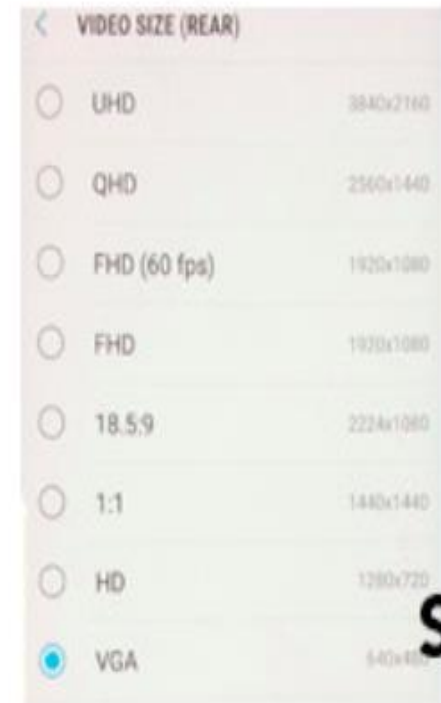 VIDEO SIZE (REAR)
UHD 3840x2160
QHD 2560x1440
FHD (60 fps) 1920x1080
FHD 1920x1080
18.5:9 2224x1080
1:1 1440x1440
HD 1280x720
S
VGA 640x480